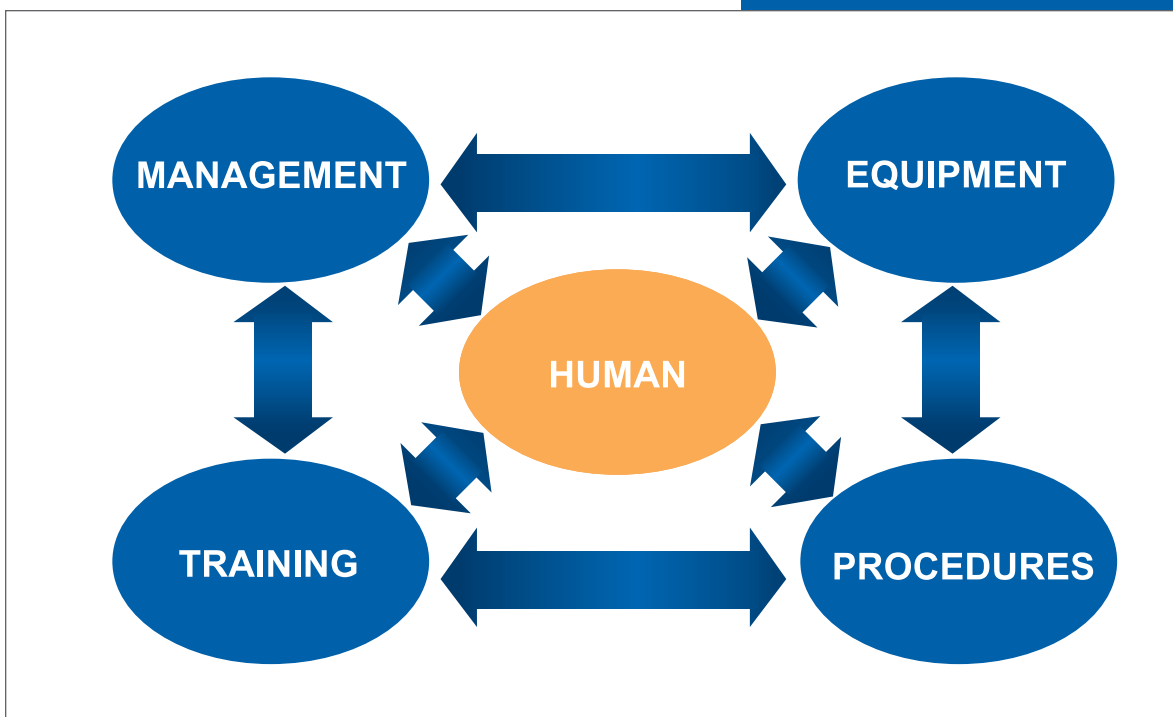 MANAGEMENT
EQUIPMENT
HUMAN
TRAINING
PROCEDURES